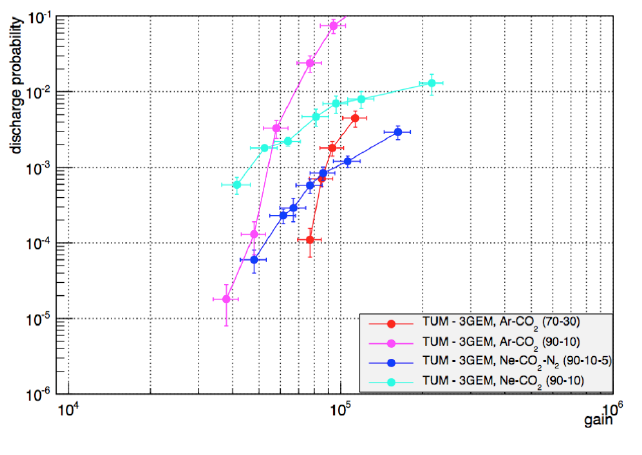 discharge probability
10⁻¹
10⁻²
10⁻³
10⁻⁴
10⁻⁵
10⁻⁶
TUM - 3GEM, Ar-CO₂ (70-30)
TUM - 3GEM, Ar-CO₂ (90-10)
TUM - 3GEM, Ne-CO₂-N₂ (90-10-5)
TUM - 3GEM, Ne-CO₂ (90-10)
10⁴ 10⁵ 10⁶
gain